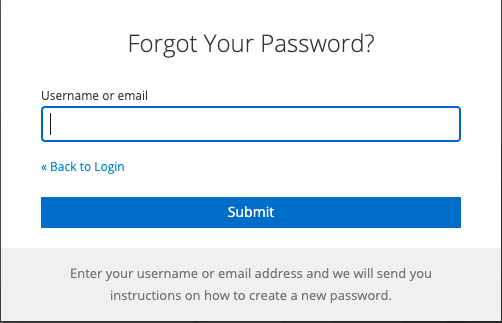 Forgot Your Password?
Username or email
« Back to Login
Submit
Enter your username or email address and we will send you
instructions on how to create a new password.